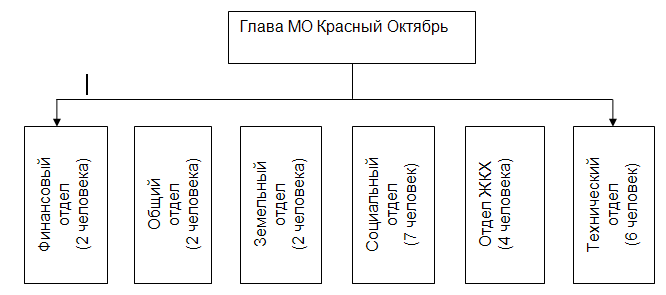 Глава МО Красный Октябрь
Финансовый
отдел
(2 человека)
Общий
отдел
(2 человека)
Земельный
отдел
(2 человека)
Социальный
отдел
(7 человек)
Отдел ЖКХ
(4 человека)
Технический
отдел
(6 человек)